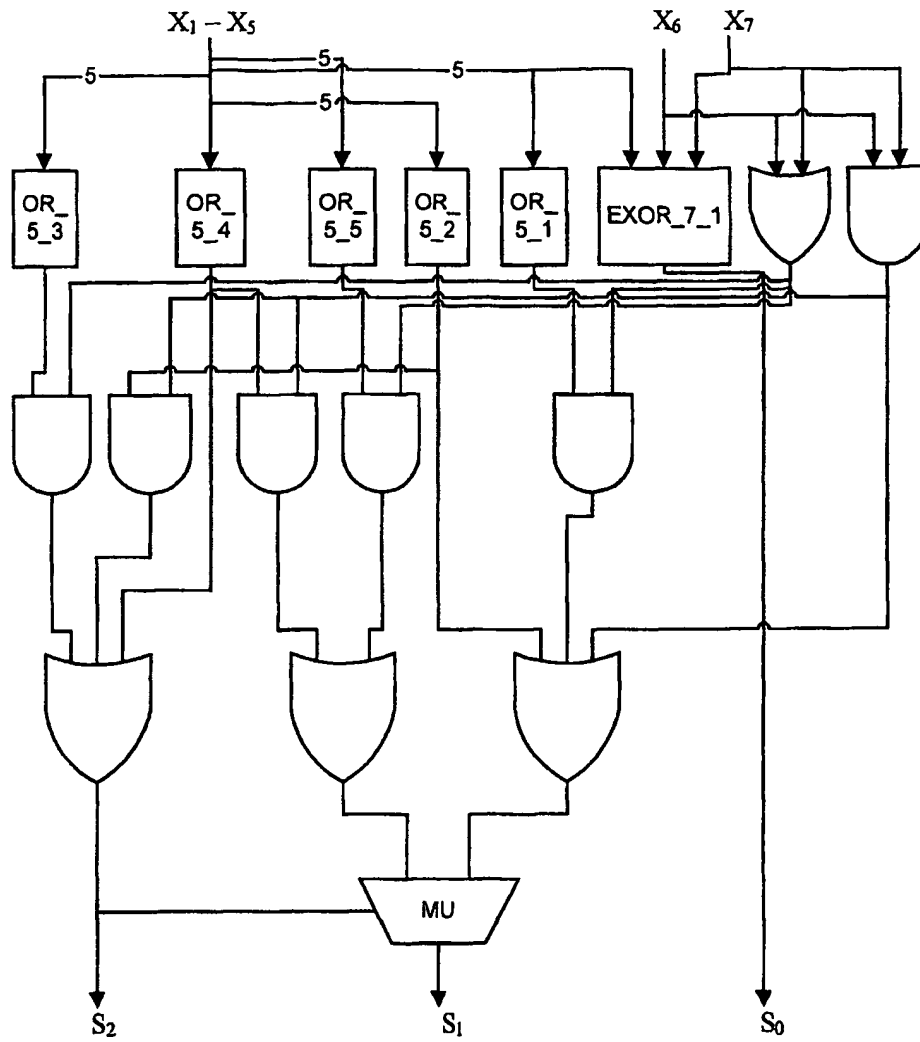 X₁ – X₅
X₆
X₇
5
5
5
5
OR_
5_3
OR_
5_4
OR_
5_5
OR_
5_2
OR_
5_1
EXOR_7_1
MU
S₂
S₁
S₀